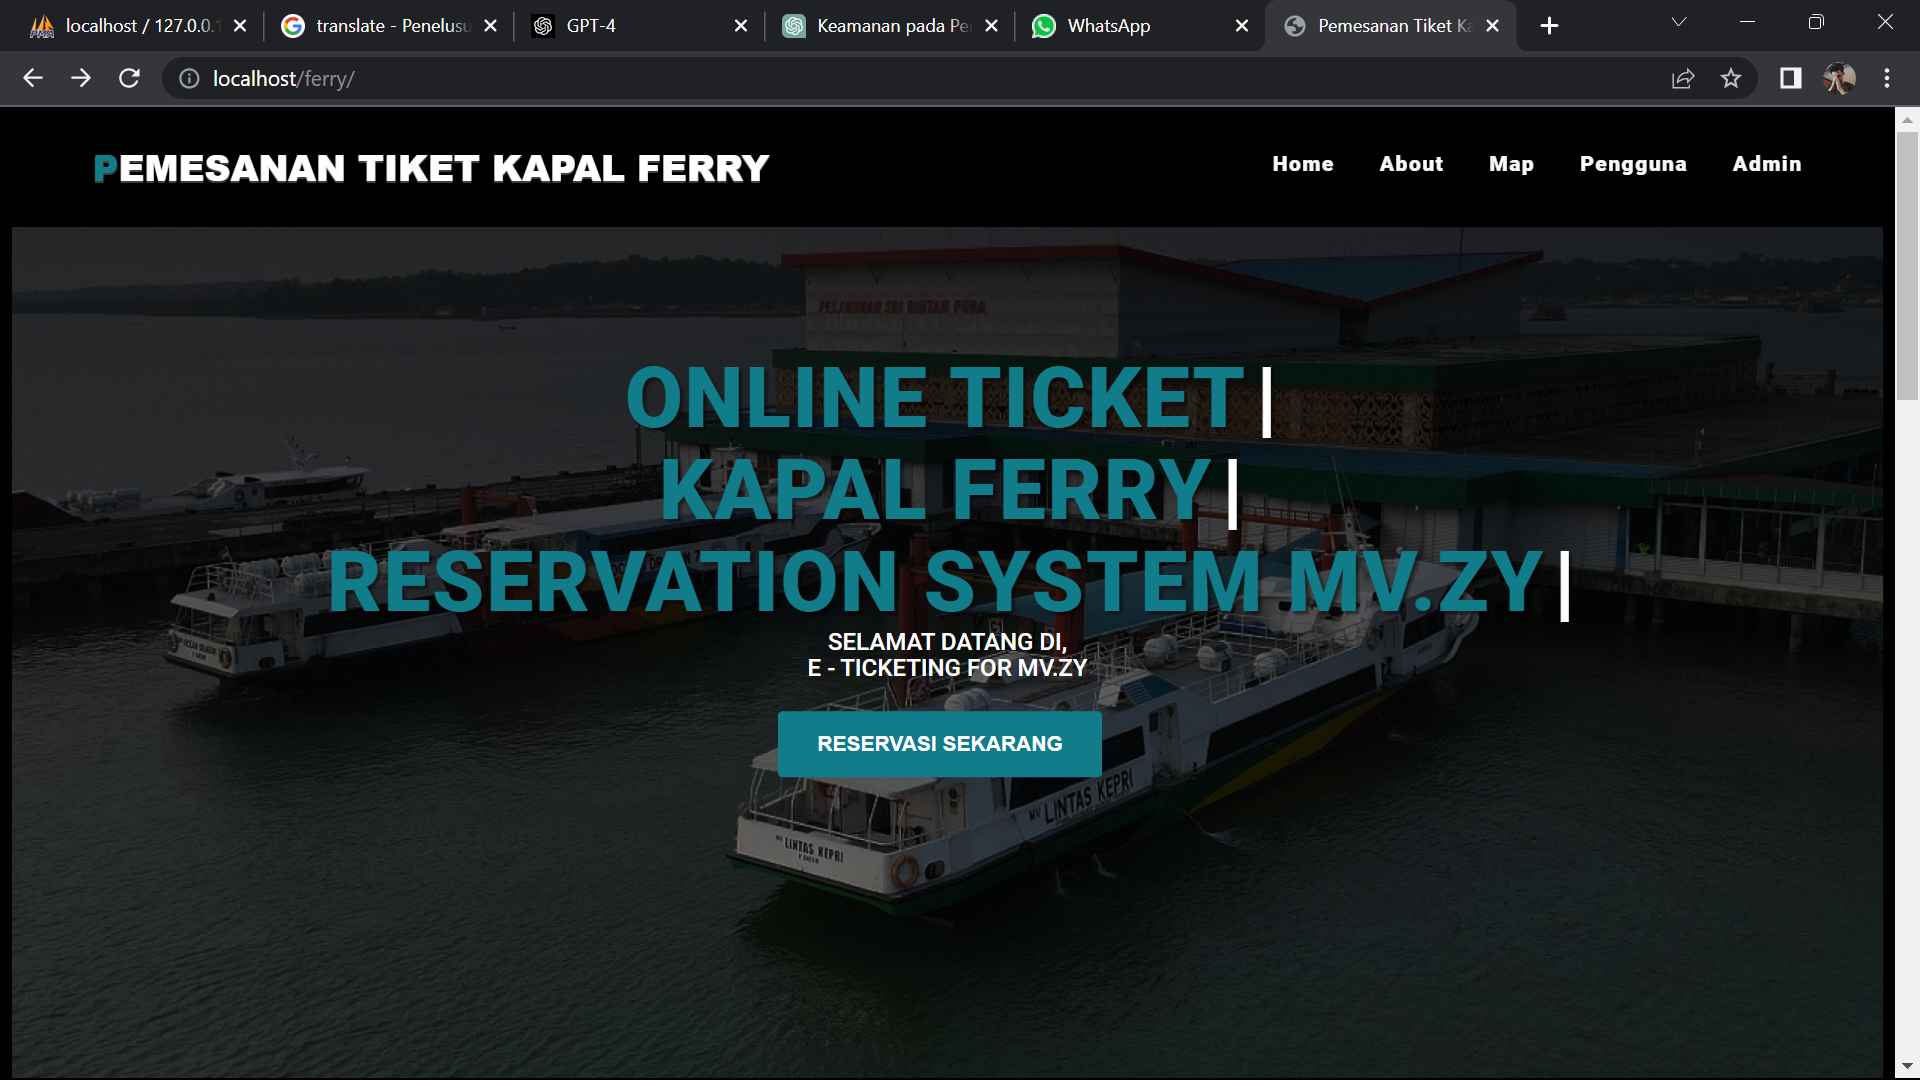 localhost / 127.0.0.1
translate - Penelusu
GPT-4
Keamanan pada Pe
WhatsApp
Pemesanan Tiket Ka
localhost/ferry/
PEMESANAN TIKET KAPAL FERRY
Home
About
Map
Pengguna
Admin
PELABUHAN SRI BINTAN PURA
ONLINE TICKET|
KAPAL FERRY|
RESERVATION SYSTEM MV.ZY|
SELAMAT DATANG DI,
E - TICKETING FOR MV.ZY
RESERVASI SEKARANG
MV LINTAS KEPRI
LINTAS KEPRI